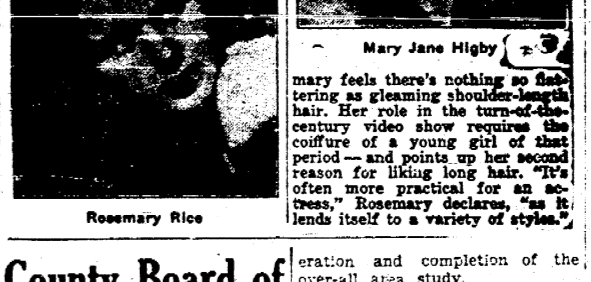 Rosemary Rice
Mary Jane Higby
mary feels there's nothing so flat-
tering as gleaming shoulder-length
hair. Her role in the turn-of-the-
century video show requires the
coiffure of a young girl of that
period — and points up her second
reason for liking long hair. "It's
often more practical for an ac-
tress," Rosemary declares, "as it
lends itself to a variety of styles."
County Board of
eration and completion of the
over-all area study.